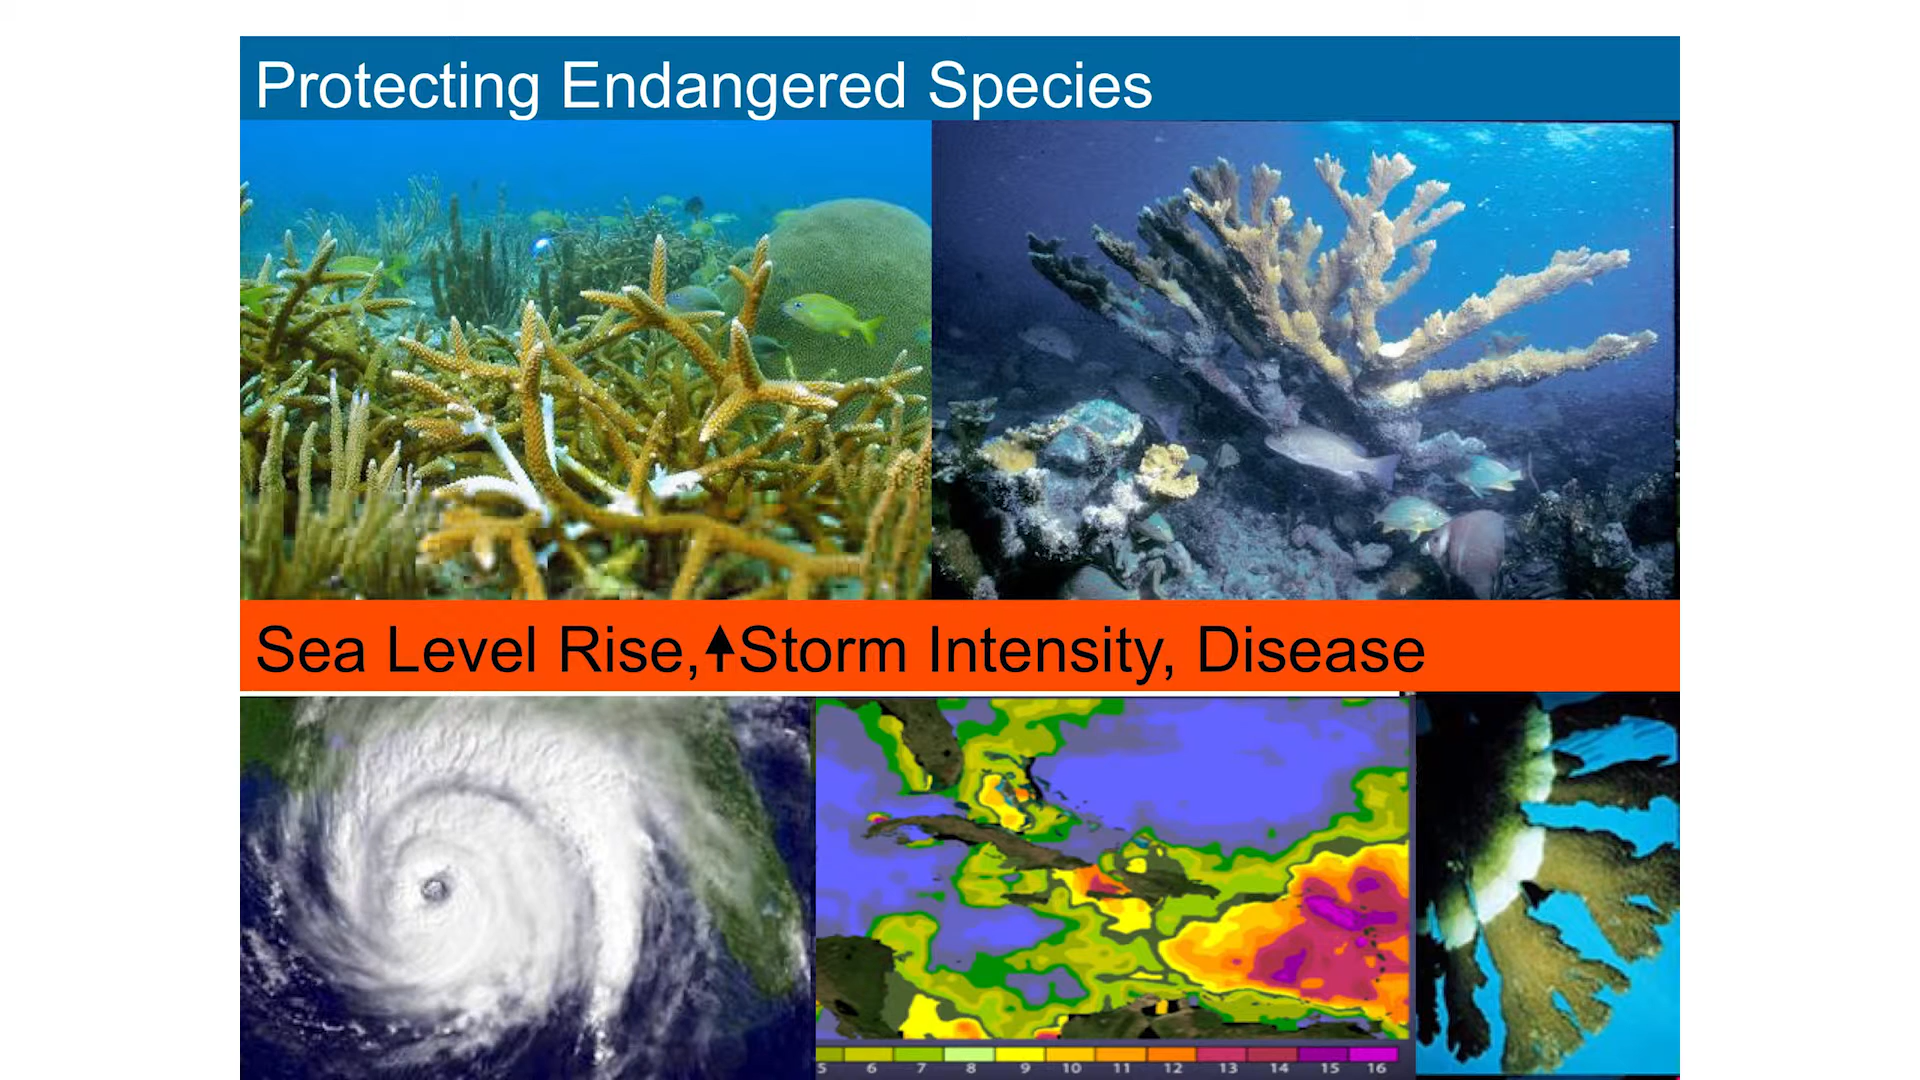 Protecting Endangered Species
Sea Level Rise,↑Storm Intensity, Disease
5 6 7 8 9 10 11 12 13 14 15 16